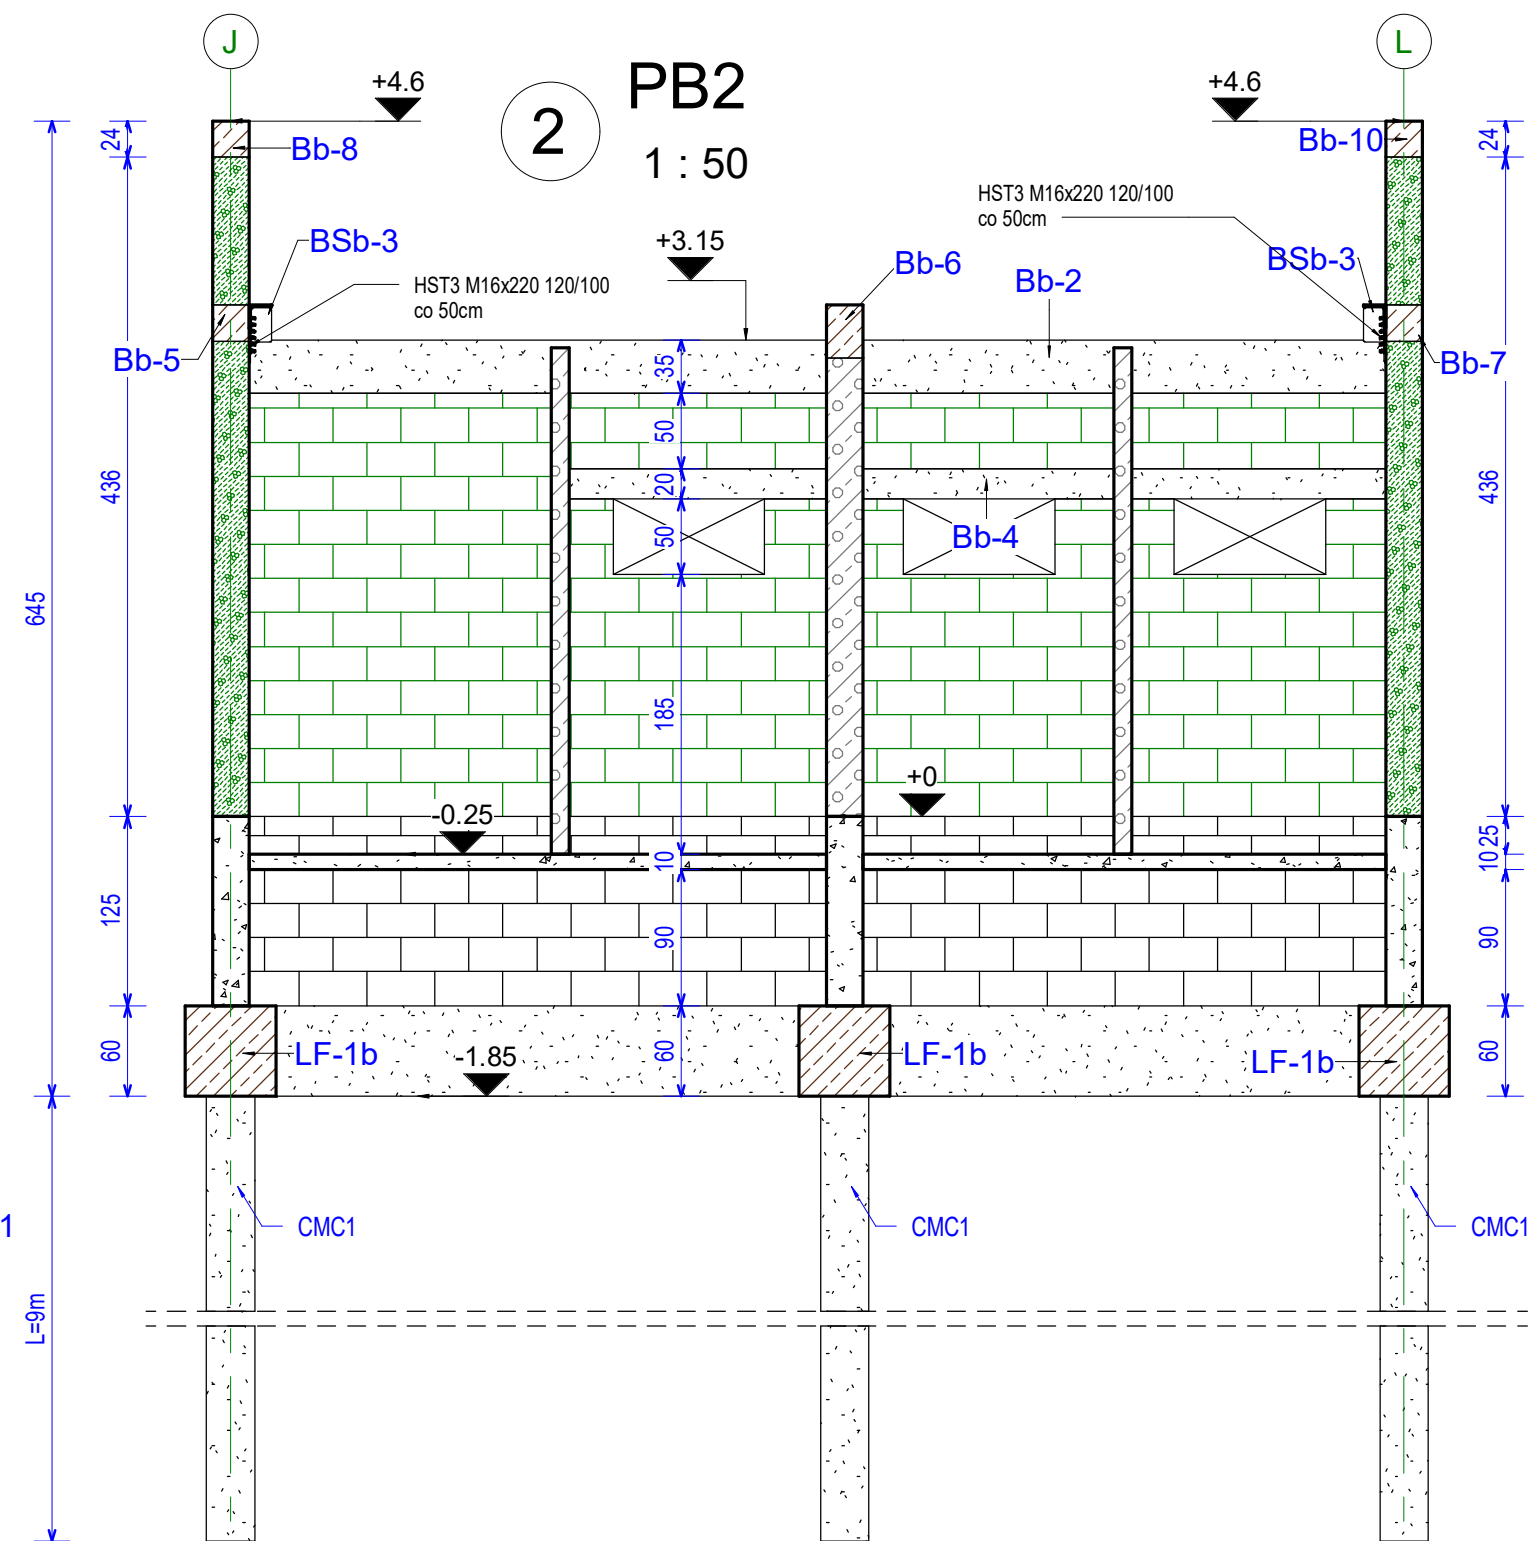 J
L
PB2
2
1 : 50
+4.6
+4.6
24
Bb-8
Bb-10
24
HST3 M16x220 120/100
co 50cm
+3.15
BSb-3
Bb-6
BSb-3
Bb-2
HST3 M16x220 120/100
co 50cm
Bb-5
35
Bb-7
50
436
20
436
50
Bb-4
645
185
+0
-0.25
25
10
10
125
90
90
60
LF-1b
-1.85
60
LF-1b
LF-1b
60
1
CMC1
CMC1
CMC1
L=9m